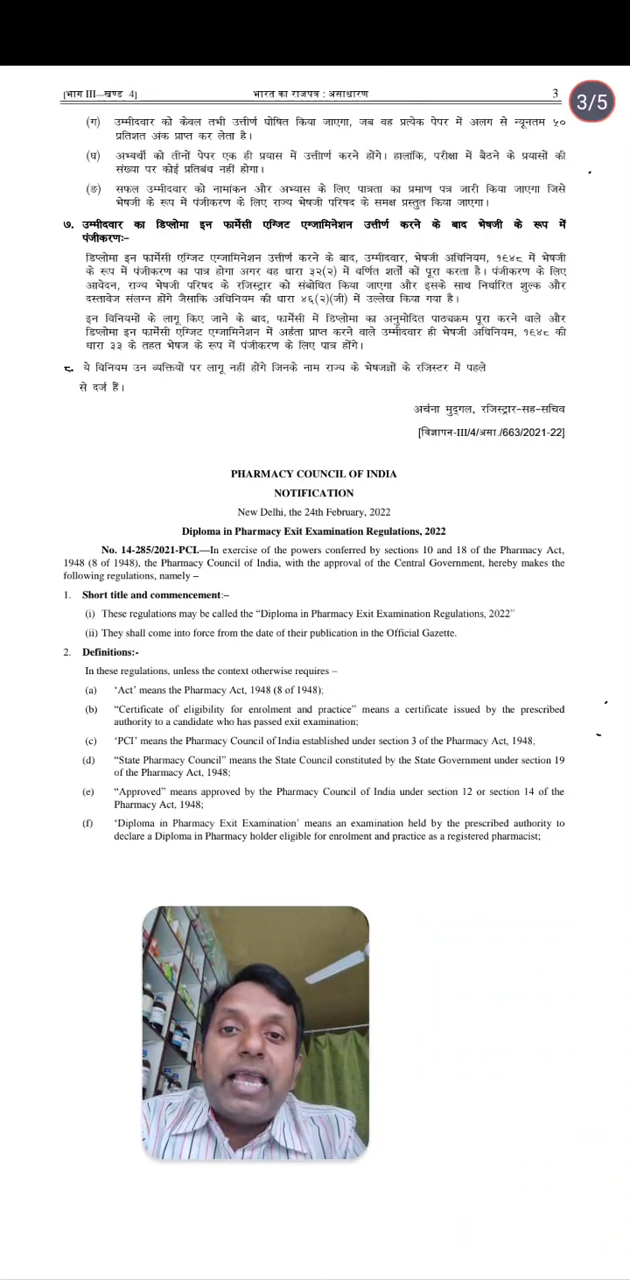 [भाग III—खण्ड 4]
भारत का राजपत्र : असाधारण
3
3/5
(ग) उम्मीदवार को केवल तभी उत्तीर्ण घोषित किया जाएगा, जब वह प्रत्येक पेपर में अलग से न्यूनतम ५०
प्रतिशत अंक प्राप्त कर लेता है।
(घ) अभ्यर्थी को तीनों पेपर एक ही प्रयास में उत्तीर्ण करने होंगे। हालांकि, परीक्षा में बैठने के प्रयासों की
संख्या पर कोई प्रतिबंध नहीं होगा।
(ङ) सफल उम्मीदवार को नामांकन और अभ्यास के लिए पात्रता का प्रमाण पत्र जारी किया जाएगा जिसे
भेषजी के रूप में पंजीकरण के लिए राज्य भेषजी परिषद के समक्ष प्रस्तुत किया जाएगा।
७. उम्मीदवार का डिप्लोमा इन फार्मेसी एग्जिट एग्जामिनेशन उत्तीर्ण करने के बाद भेषजी के रूप में
पंजीकरणः-
डिप्लोमा इन फार्मेसी एग्जिट एग्जामिनेशन उत्तीर्ण करने के बाद, उम्मीदवार, भेषजी अधिनियम, १९४८ में भेषजी
के रूप में पंजीकरण का पात्र होगा अगर वह धारा ३२(२) में वर्णित शर्तों को पूरा करता है। पंजीकरण के लिए
आवेदन, राज्य भेषजी परिषद के रजिस्ट्रार को संबोधित किया जाएगा और इसके साथ निर्धारित शुल्क और
दस्तावेज संलग्न होंगे जैसाकि अधिनियम की धारा ४६(२)(जी) में उल्लेख किया गया है।
इन विनियमों के लागू किए जाने के बाद, फार्मेसी में डिप्लोमा का अनुमोदित पाठ्यक्रम पूरा करने वाले और
डिप्लोमा इन फार्मेसी एग्जिट एग्जामिनेशन में अर्हता प्राप्त करने वाले उम्मीदवार ही भेषजी अधिनियम, १९४८ की
धारा ३३ के तहत भेषज के रूप में पंजीकरण के लिए पात्र होंगे।
८. ये विनियम उन व्यक्तियों पर लागू नहीं होंगे जिनके नाम राज्य के भेषजज्ञों के रजिस्टर में पहले
से दर्ज हैं।
अर्चना मुद्गल, रजिस्ट्रार-सह-सचिव
[विज्ञापन-III/4/असा./663/2021-22]
PHARMACY COUNCIL OF INDIA
NOTIFICATION
New Delhi, the 24th February, 2022
Diploma in Pharmacy Exit Examination Regulations, 2022
No. 14-285/2021-PCI.—In exercise of the powers conferred by sections 10 and 18 of the Pharmacy Act,
1948 (8 of 1948), the Pharmacy Council of India, with the approval of the Central Government, hereby makes the
following regulations, namely –
1. Short title and commencement:–
(i) These regulations may be called the “Diploma in Pharmacy Exit Examination Regulations, 2022”
(ii) They shall come into force from the date of their publication in the Official Gazette.
2. Definitions:-
In these regulations, unless the context otherwise requires –
(a) ‘Act’ means the Pharmacy Act, 1948 (8 of 1948);
(b) “Certificate of eligibility for enrolment and practice” means a certificate issued by the prescribed
authority to a candidate who has passed exit examination;
(c) ‘PCI’ means the Pharmacy Council of India established under section 3 of the Pharmacy Act, 1948;
(d) “State Pharmacy Council” means the State Council constituted by the State Government under section 19
of the Pharmacy Act, 1948;
(e) “Approved” means approved by the Pharmacy Council of India under section 12 or section 14 of the
Pharmacy Act, 1948;
(f) ‘Diploma in Pharmacy Exit Examination’ means an examination held by the prescribed authority to
declare a Diploma in Pharmacy holder eligible for enrolment and practice as a registered pharmacist;